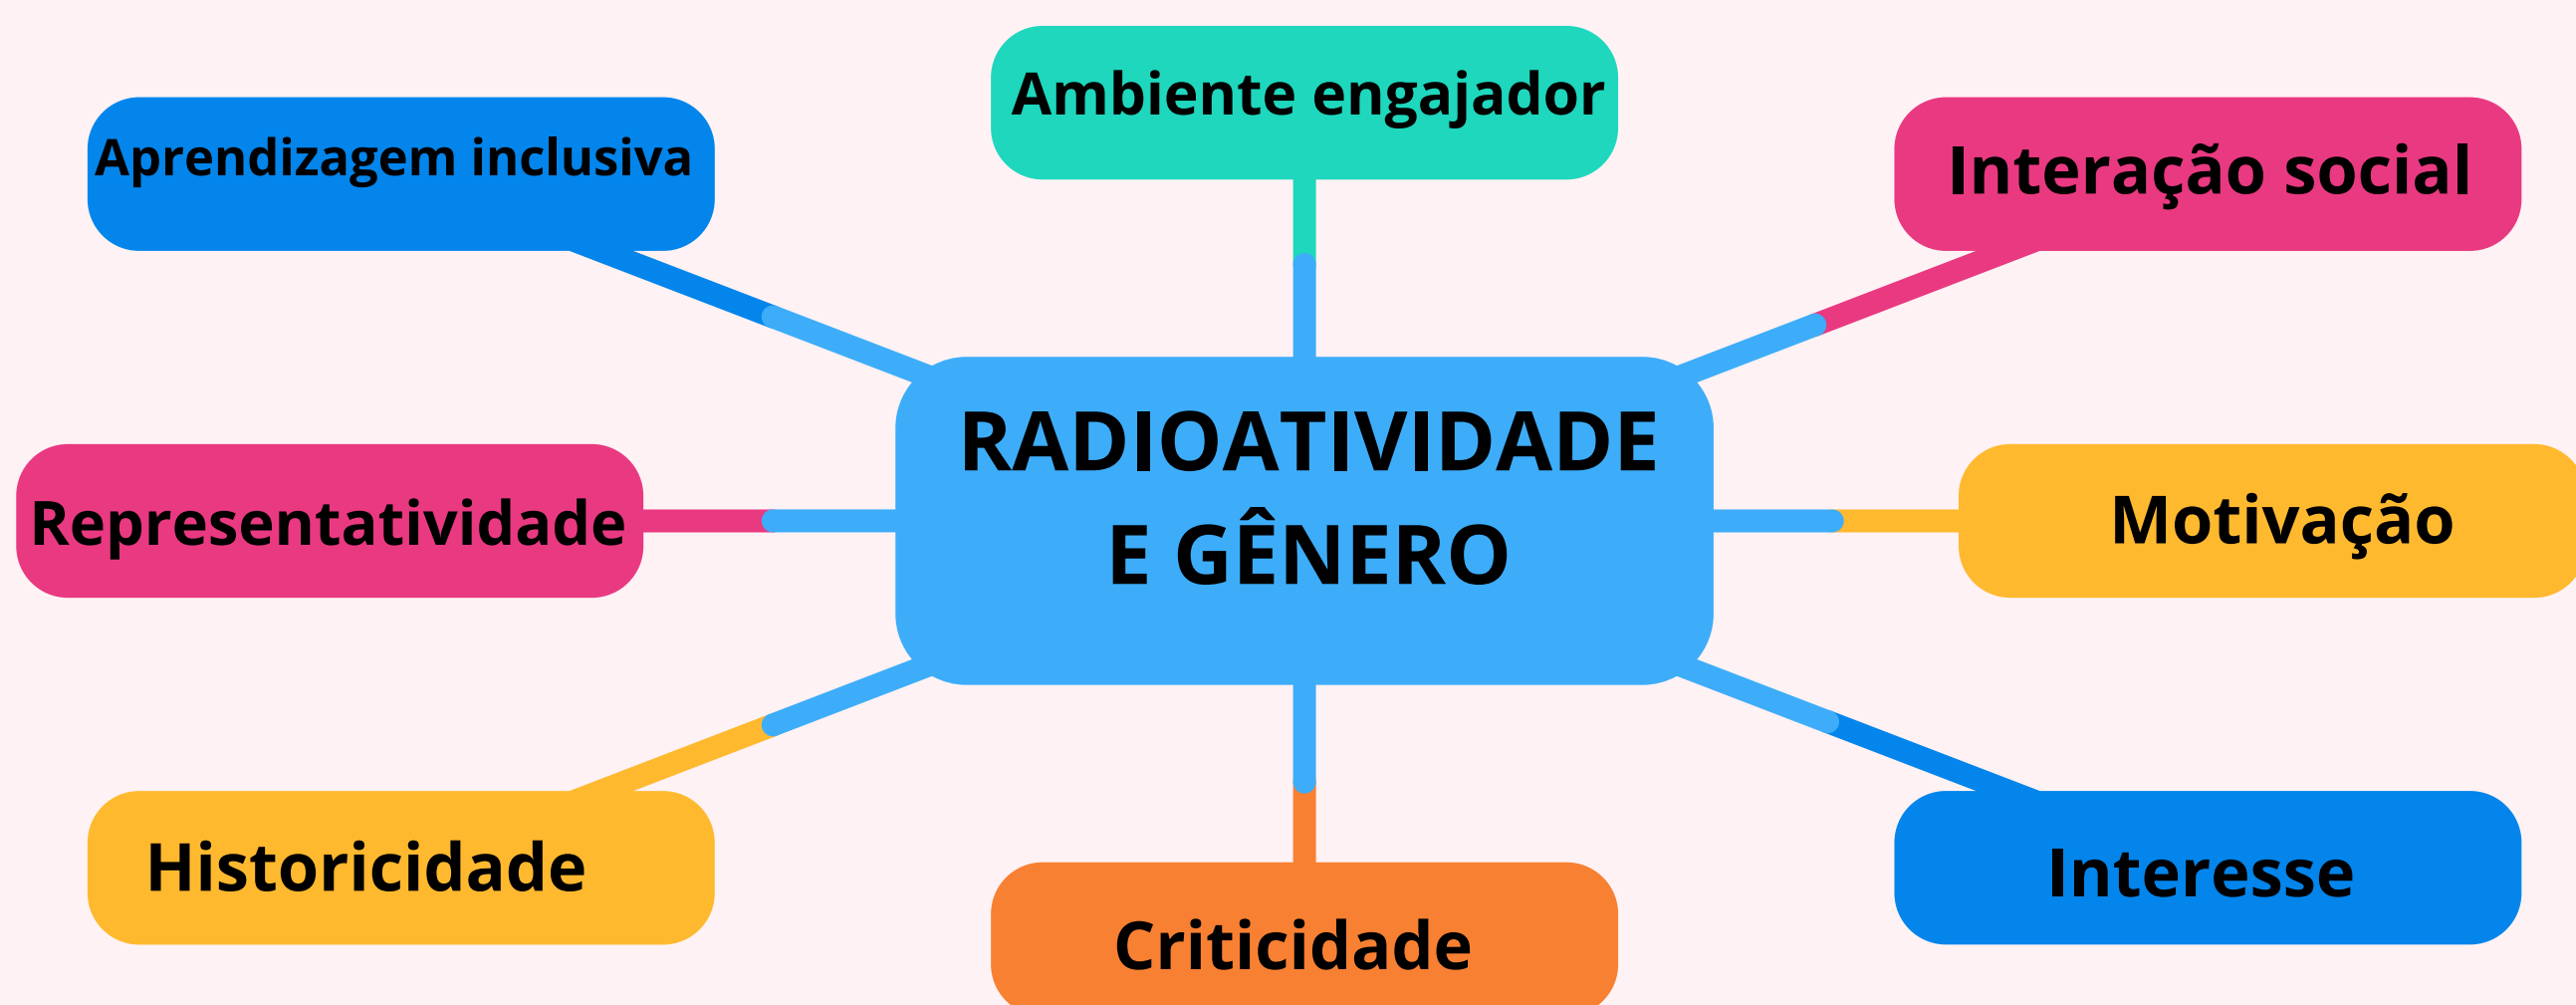 Ambiente engajador
Aprendizagem inclusiva
Interação social
RADIOATIVIDADE
E GÊNERO
Representatividade
Motivação
Historicidade
Interesse
Criticidade